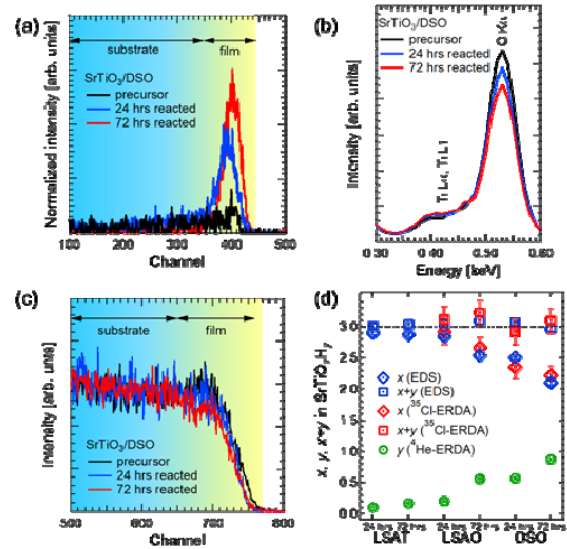 (a)
substrate
film
SrTiO3/DSO
precursor
24 hrs reacted
72 hrs reacted
Normalized intensity [arb. units]
100 200 300 400 500
Channel
(b)
O Kα
SrTiO3/DSO
precursor
24 hrs reacted
72 hrs reacted
Ti Lα, Ti L1
Intensity [arb. units]
0.30 0.40 0.50 0.60
Energy [keV]
(c)
substrate
film
SrTiO3/DSO
precursor
24 hrs reacted
72 hrs reacted
Intensity [arb. units]
500 600 700 800
Channel
(d)
x (EDS)
x+y (EDS)
x (35Cl-ERDA)
x+y (35Cl-ERDA)
y (4He-ERDA)
x, y, x+y in SrTiOxHy
3.0
2.5
2.0
1.5
1.0
0.5
0.0
24 hrs 72 hrs 24 hrs 72 hrs 24 hrs 72 hrs
LSAT LSAO DSO